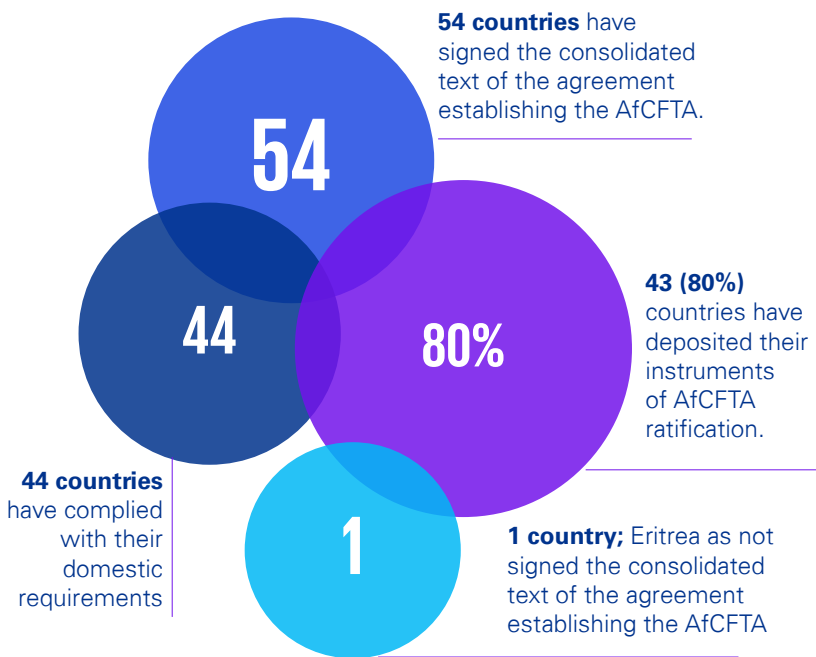 54 countries have
signed the consolidated
text of the agreement
establishing the AfCFTA.
54
43 (80%)
countries have
deposited their
instruments
of AfCFTA
ratification.
44
80%
44 countries
have complied
with their
domestic
requirements
1
1 country; Eritrea as not
signed the consolidated
text of the agreement
establishing the AfCFTA